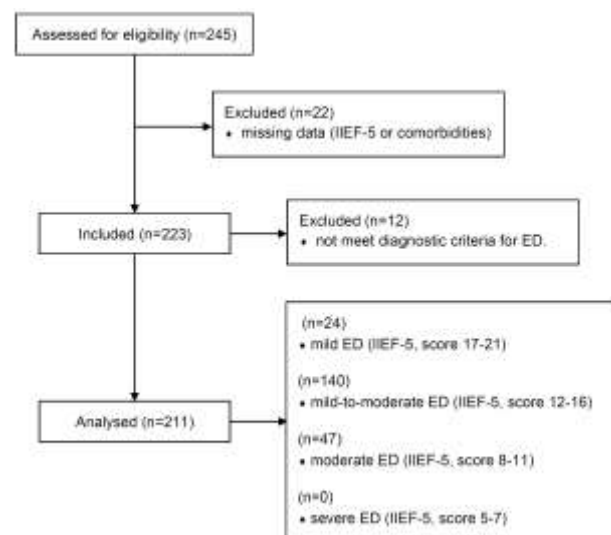 Assessed for eligibility (n=245)
Excluded (n=22)
• missing data (IIEF-5 or comorbidities)
Included (n=223)
Excluded (n=12)
• not meet diagnostic criteria for ED.
(n=24)
• mild ED (IIEF-5, score 17-21)
(n=140)
• mild-to-moderate ED (IIEF-5, score 12-16)
Analysed (n=211)
(n=47)
• moderate ED (IIEF-5, score 8-11)
(n=0)
• severe ED (IIEF-5, score 5-7)